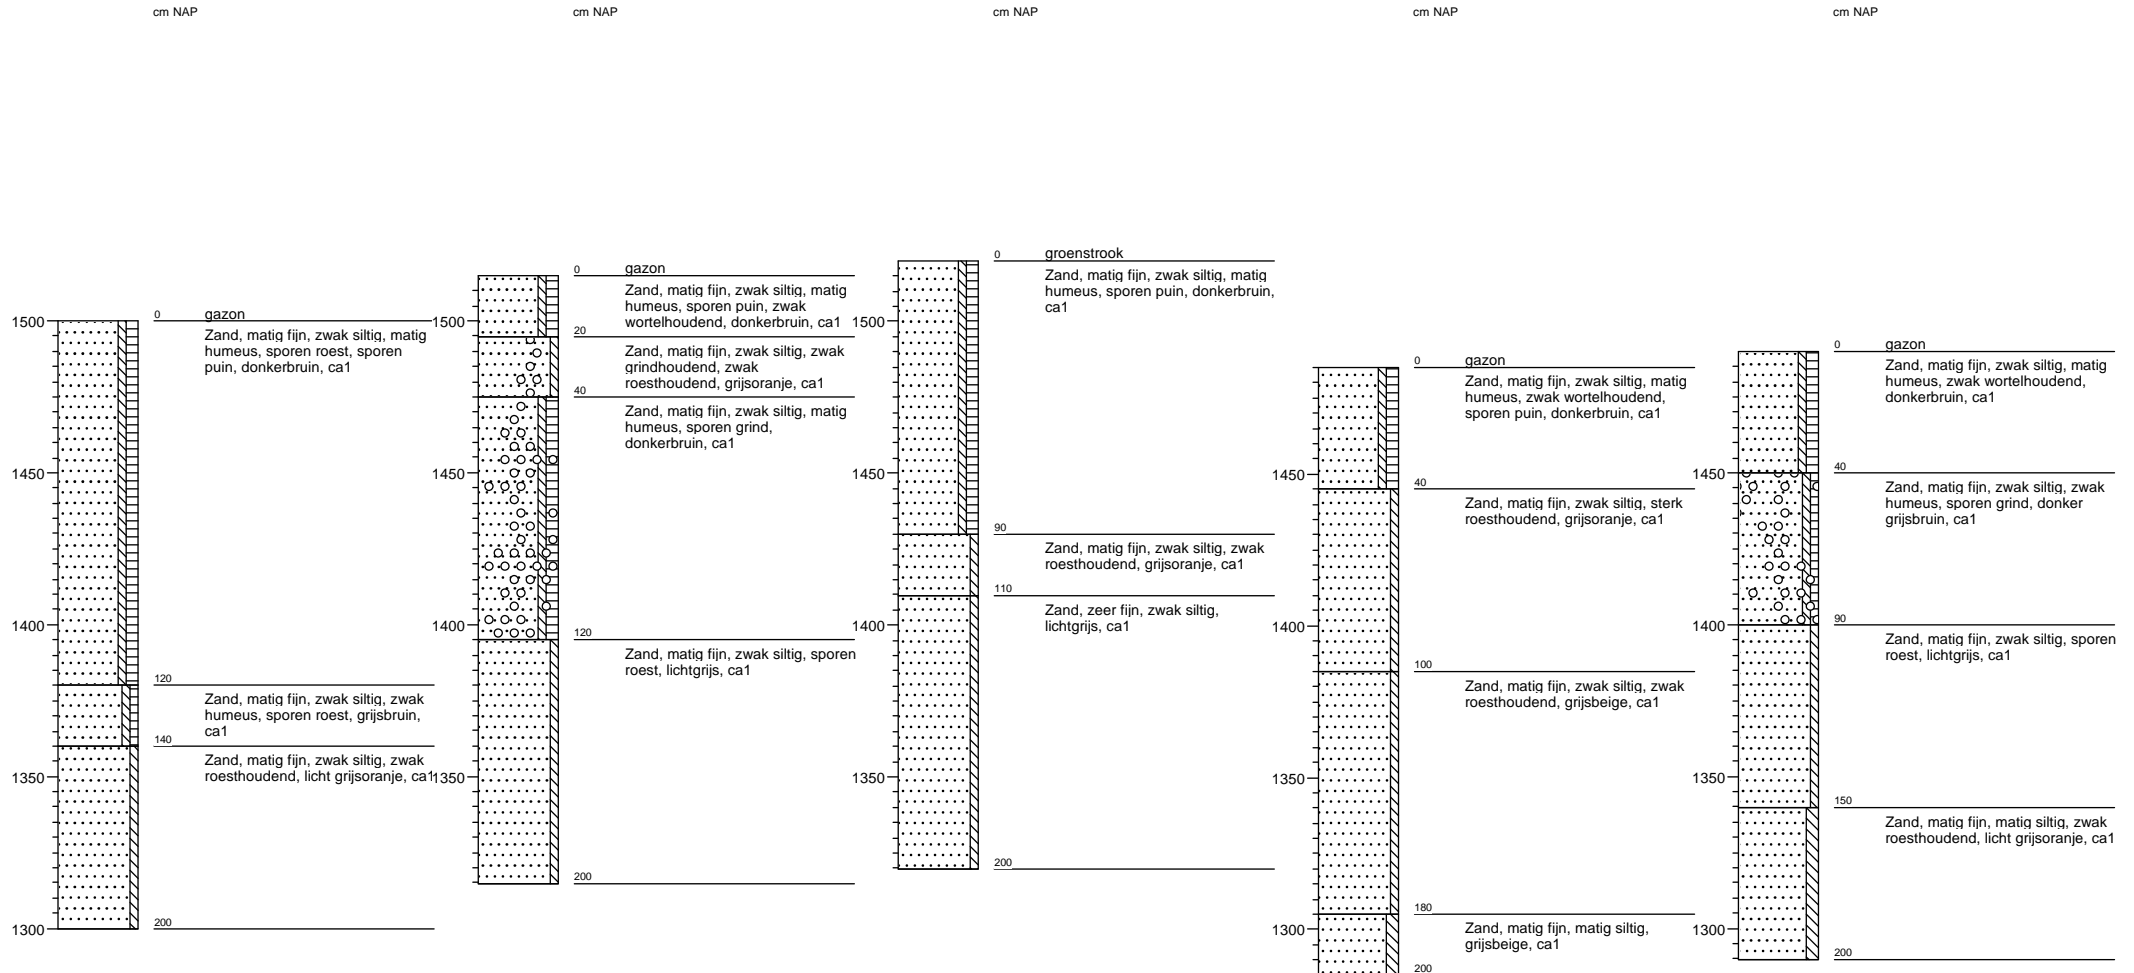 cm NAP
1500
1450
1400
1350
1300
0
gazon
Zand, matig fijn, zwak siltig, matig
humeus, sporen roest, sporen
puin, donkerbruin, ca1
120
Zand, matig fijn, zwak siltig, zwak
humeus, sporen roest, grijsbruin,
ca1
140
Zand, matig fijn, zwak siltig, zwak
roesthoudend, licht grijsoranje, ca1
200
cm NAP
1500
1450
1400
1350
0
gazon
Zand, matig fijn, zwak siltig, matig
humeus, sporen puin, zwak
wortelhoudend, donkerbruin, ca1
20
Zand, matig fijn, zwak siltig, zwak
grindhoudend, zwak
roesthoudend, grijsoranje, ca1
40
Zand, matig fijn, zwak siltig, matig
humeus, sporen grind,
donkerbruin, ca1
120
Zand, matig fijn, zwak siltig, sporen
roest, lichtgrijs, ca1
200
cm NAP
1500
1450
1400
1350
0
groenstrook
Zand, matig fijn, zwak siltig, matig
humeus, sporen puin, donkerbruin,
ca1
90
Zand, matig fijn, zwak siltig, zwak
roesthoudend, grijsoranje, ca1
110
Zand, zeer fijn, zwak siltig,
lichtgrijs, ca1
200
cm NAP
1450
1400
1350
1300
0
gazon
Zand, matig fijn, zwak siltig, matig
humeus, zwak wortelhoudend,
sporen puin, donkerbruin, ca1
40
Zand, matig fijn, zwak siltig, sterk
roesthoudend, grijsoranje, ca1
100
Zand, matig fijn, zwak siltig, zwak
roesthoudend, grijsbeige, ca1
180
Zand, matig fijn, matig siltig,
grijsbeige, ca1
200
cm NAP
1450
1400
1350
1300
0
gazon
Zand, matig fijn, zwak siltig, matig
humeus, zwak wortelhoudend,
donkerbruin, ca1
40
Zand, matig fijn, zwak siltig, zwak
humeus, sporen grind, donker
grijsbruin, ca1
90
Zand, matig fijn, zwak siltig, sporen
roest, lichtgrijs, ca1
150
Zand, matig fijn, matig siltig, zwak
roesthoudend, licht grijsoranje, ca1
200